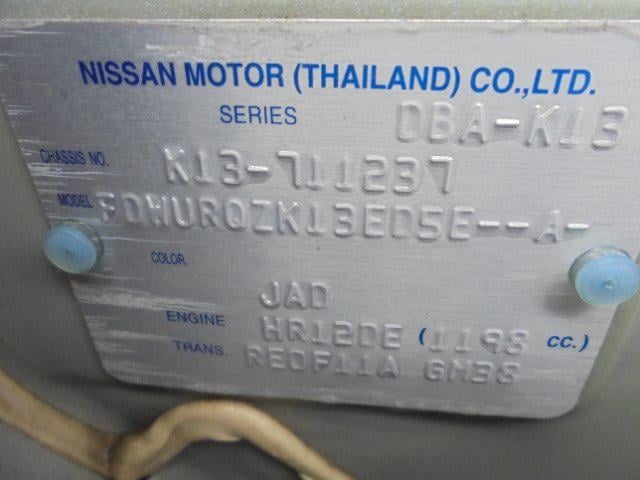 NISSAN MOTOR (THAILAND) CO.,LTD.
SERIES DBA-K13
CHASSIS NO. K13-711237
MODEL FDWURQZK13EDSE--A-
COLOR JAD
ENGINE HR12DE (1198 cc.)
TRANS. RE0F11A GM38